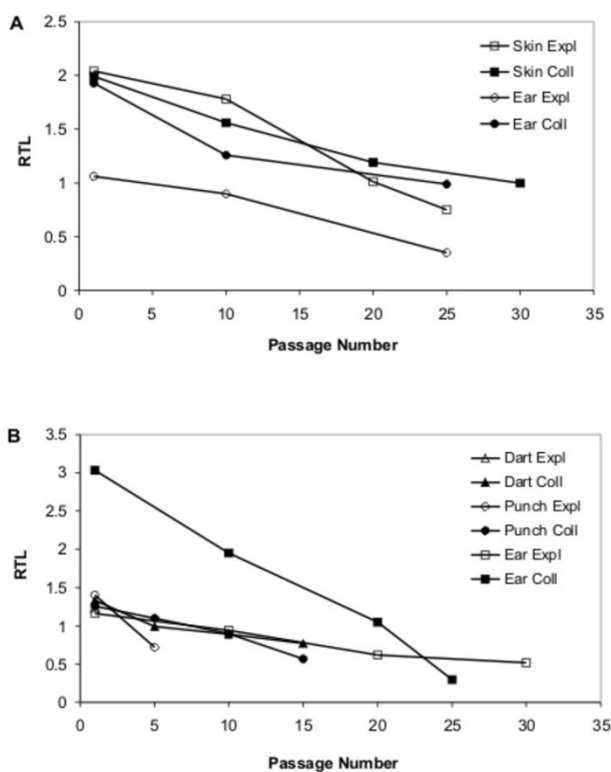 A
2.5
2
1.5
1
0.5
0
RTL
0 5 10 15 20 25 30 35
Passage Number
Skin Expl
Skin Coll
Ear Expl
Ear Coll
B
3.5
3
2.5
2
1.5
1
0.5
0
RTL
0 5 10 15 20 25 30 35
Passage Number
Dart Expl
Dart Coll
Punch Expl
Punch Coll
Ear Expl
Ear Coll